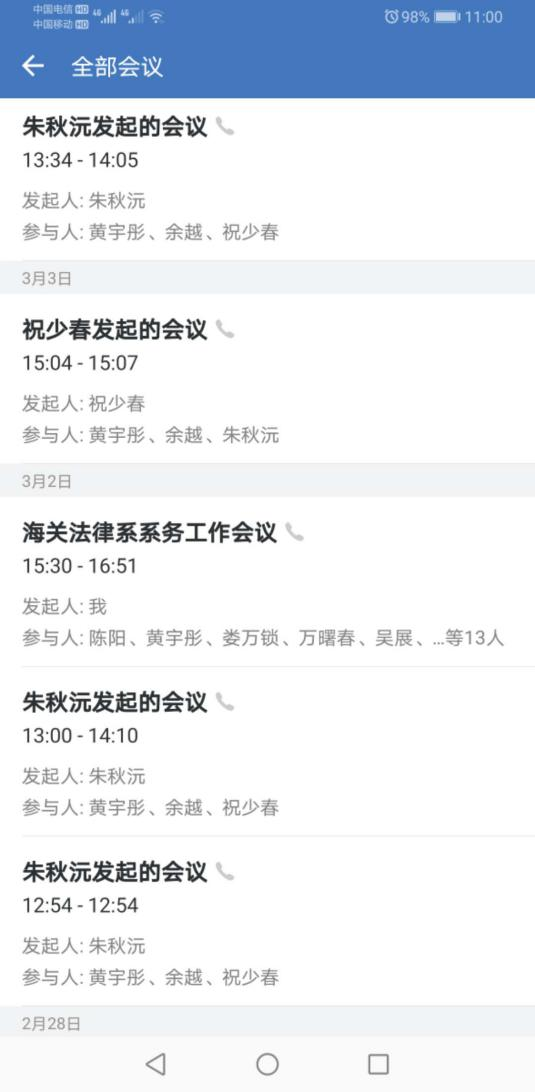 中国电信 HD 4G 4G 98% 11:00
中国移动 HD
全部会议
朱秋沅发起的会议
13:34 - 14:05
发起人: 朱秋沅
参与人: 黄宇彤、余越、祝少春
3月3日
祝少春发起的会议
15:04 - 15:07
发起人: 祝少春
参与人: 黄宇彤、余越、朱秋沅
3月2日
海关法律系系务工作会议
15:30 - 16:51
发起人: 我
参与人: 陈阳、黄宇彤、娄万锁、万曙春、吴展、...等13人
朱秋沅发起的会议
13:00 - 14:10
发起人: 朱秋沅
参与人: 黄宇彤、余越、祝少春
朱秋沅发起的会议
12:54 - 12:54
发起人: 朱秋沅
参与人: 黄宇彤、余越、祝少春
2月28日